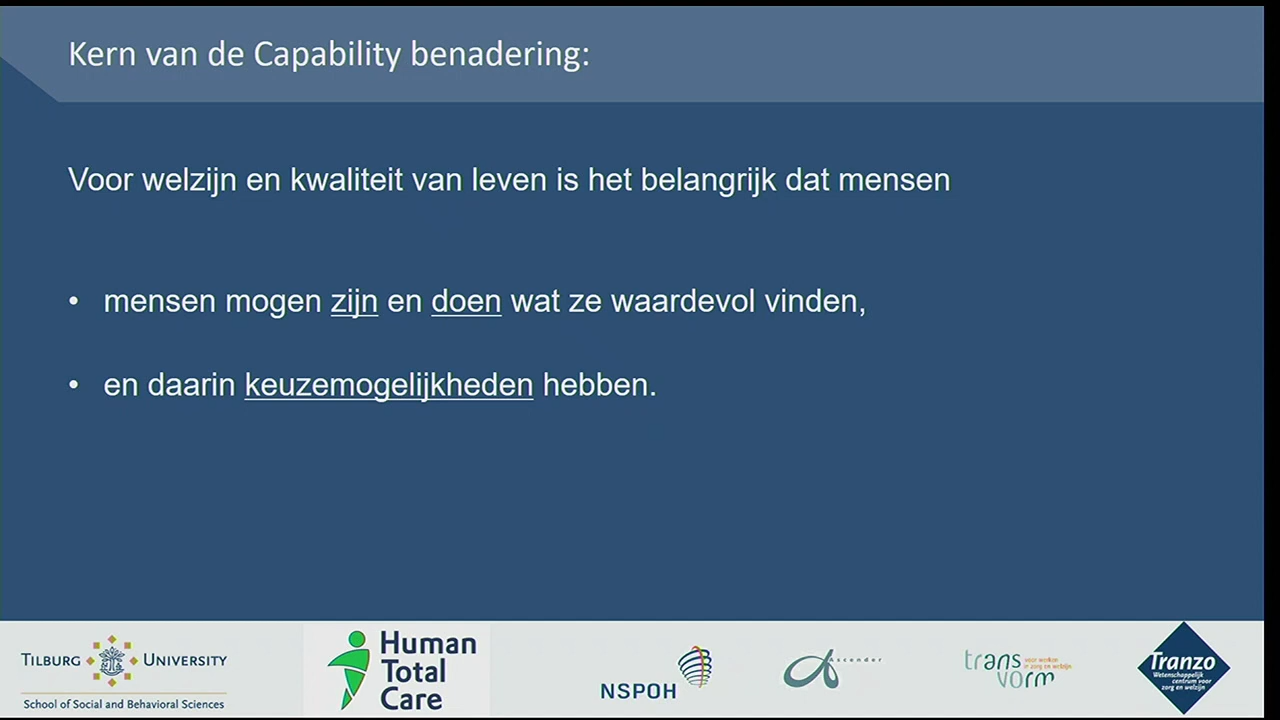 Kern van de Capability benadering:
Voor welzijn en kwaliteit van leven is het belangrijk dat mensen
• mensen mogen zijn en doen wat ze waardevol vinden,
• en daarin keuzemogelijkheden hebben.
TILBURG UNIVERSITY
School of Social and Behavioral Sciences
Human
Total
Care
NSPOH
Ascender
trans
vorm
voor werken
in zorg en welzijn
Tranzo
Wetenschappelijk
centrum voor
zorg en welzijn